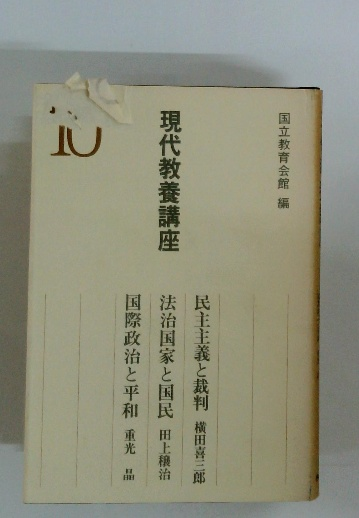 国立教育会館 編
現代教養講座
10
民主主義と裁判 横田喜三郎
法治国家と国民 田上穣治
国際政治と平和 重光 晶